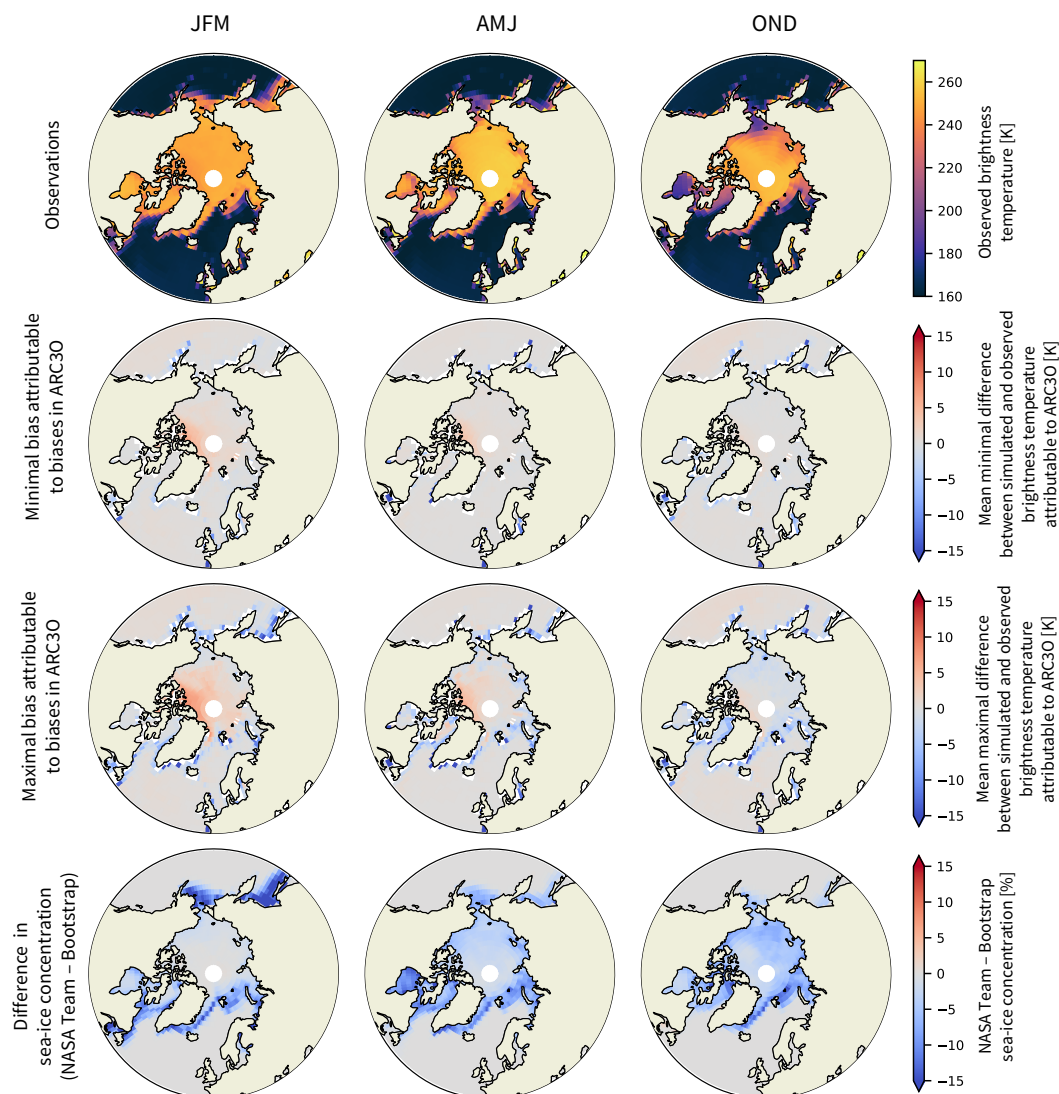 JFM
AMJ
OND
Observations
260
240
220
200
180
160
Observed brightness
temperature [K]
Minimal bias attributable
to biases in ARC3O
15
10
5
0
−5
−10
−15
Mean minimal difference
between simulated and observed
brightness temperature
attributable to ARC3O [K]
Maximal bias attributable
to biases in ARC3O
15
10
5
0
−5
−10
−15
Mean maximal difference
between simulated and observed
brightness temperature
attributable to ARC3O [K]
Difference in
sea-ice concentration
(NASA Team – Bootstrap)
15
10
5
0
−5
−10
−15
NASA Team – Bootstrap
sea-ice concentration [%]